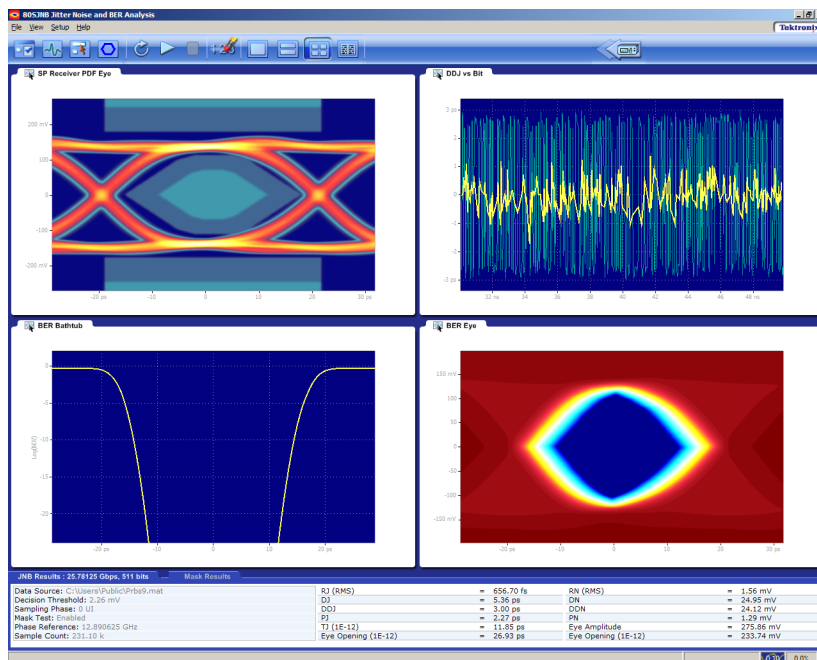 80SJNB Jitter Noise and BER Analysis
File View Setup Help
Tektronix
SP Receiver PDF Eye
200 mV
100
0
-100
-200 mV
-20 ps -10 0 10 20 30 ps
DDJ vs Bit
3 ps
2
1
0
-1
-2
-3 ps
32 ns 34 36 38 40 42 44 46 48 ns
BER Bathtub
0
-5
-10
-15
-20
Log(BER)
-20 ps -10 0 10 20 ps
BER Eye
150 mV
100
50
0
-50
-100
-150 mV
-20 ps -10 0 10 20 30 ps
JNB Results : 25.78125 Gbps, 511 bits Mask Results
Data Source: C:\Users\Public\Prbs9.mat RJ (RMS) = 656.70 fs RN (RMS) = 1.56 mV
Decision Threshold: 2.26 mV DJ = 5.36 ps DN = 24.95 mV
Sampling Phase: 0 UI DDJ = 3.00 ps DDN = 24.12 mV
Mask Test: Enabled PJ = 2.27 ps PN = 1.29 mV
Phase Reference: 12.890625 GHz TJ (1E-12) = 11.85 ps Eye Amplitude = 275.86 mV
Sample Count: 231.10 k Eye Opening (1E-12) = 26.93 ps Eye Opening (1E-12) = 233.74 mV
0.0%